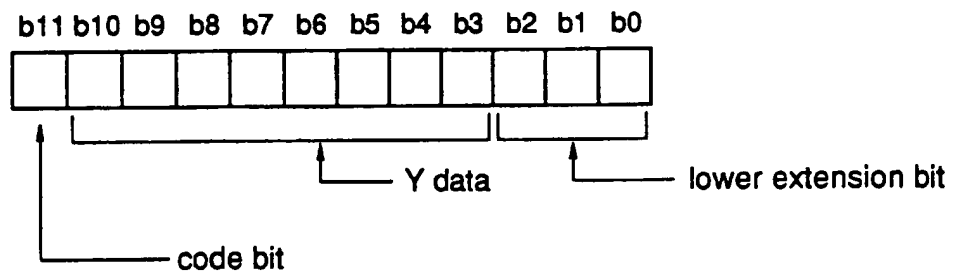 b11 b10 b9 b8 b7 b6 b5 b4 b3 b2 b1 b0
Y data
lower extension bit
code bit